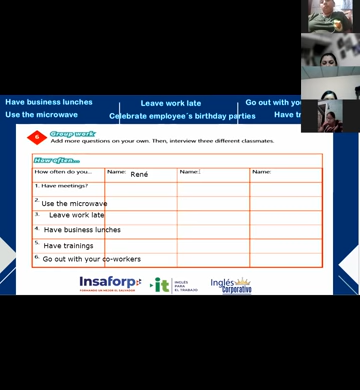 Have business lunches
Leave work late
Go out with you
Use the microwave
Celebrate employee´s birthday parties
Have tr
6
Group work
Add more questions on your own. Then, interview three different classmates.
How often...
How often do you... Name: René Name: Name:
1. Have meetings?
2. Use the microwave
3. Leave work late
4. Have business lunches
5. Have trainings
6. Go out with your co-workers
Insaforp
it INGLÉS PARA EL TRABAJO
Inglés Corporativo